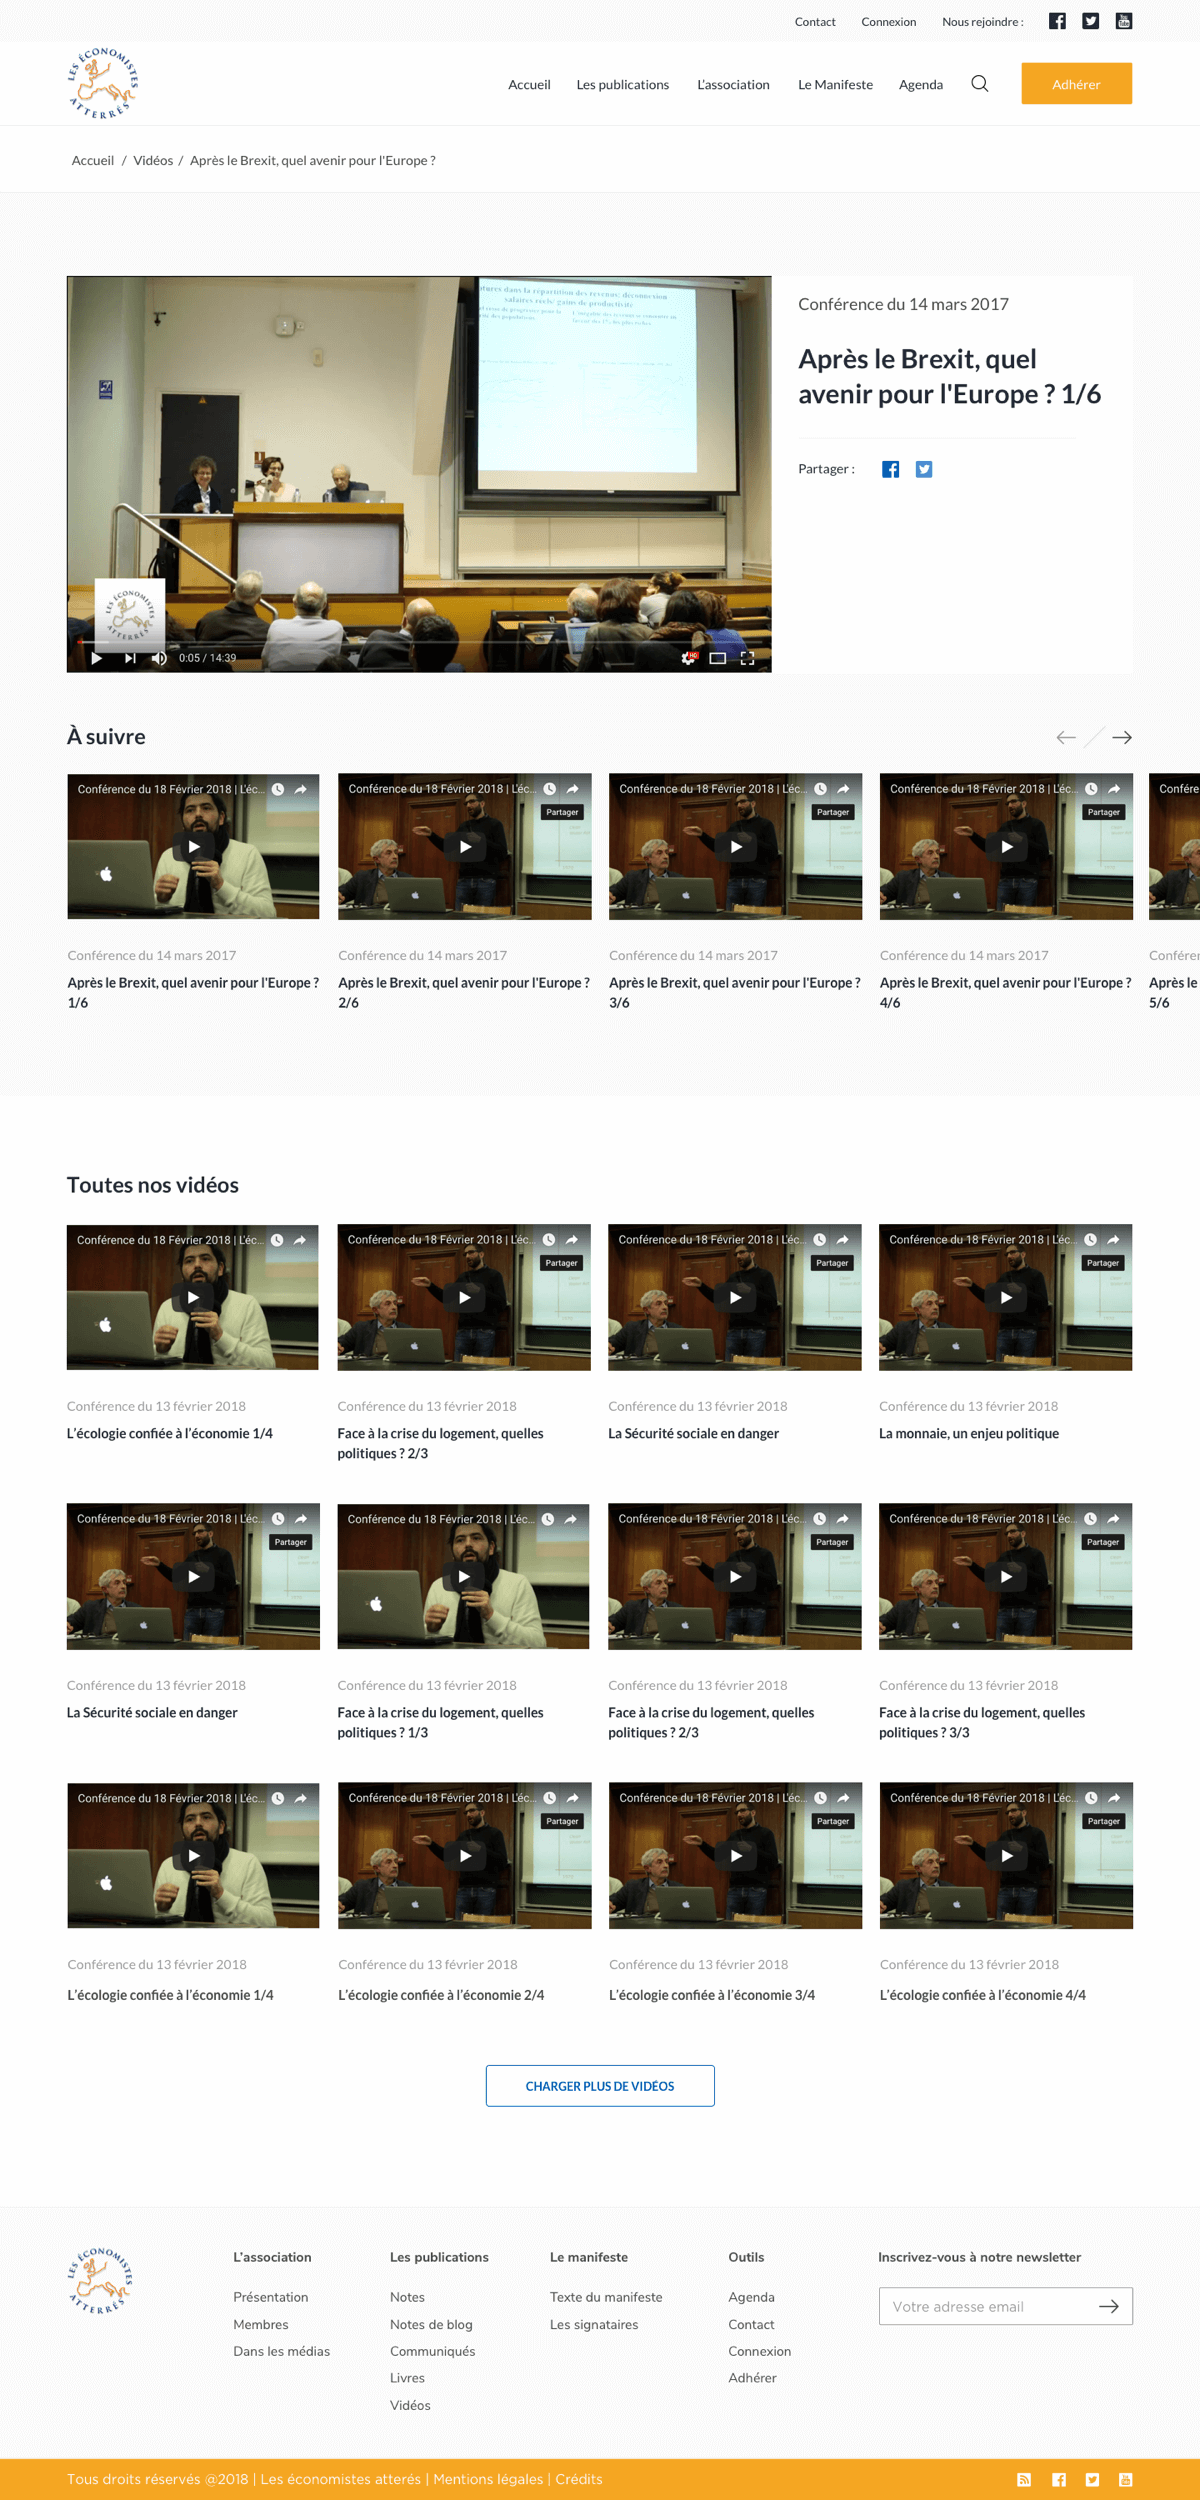 Contact Connexion Nous rejoindre :
LES ÉCONOMISTES ATTERRÉS
Accueil Les publications L'association Le Manifeste Agenda Adhérer
Accueil / Vidéos / Après le Brexit, quel avenir pour l'Europe ?
dans la répartition des revenus: deconnexion
salaires reels/ gains de productivité
Conférence du 14 mars 2017
Après le Brexit, quel
avenir pour l'Europe ? 1/6
Partager :
LES ÉCONOMISTES ATTERRÉS
0:05 / 14:39
HQ
À suivre
Conférence du 18 Février 2018 | L'éc...
Conférence du 18 Février 2018 | L'éc...
Partager
Conférence du 18 Février 2018 | L'éc...
Partager
Conférence du 18 Février 2018 | L'éc...
Partager
Confére
Conférence du 14 mars 2017
Après le Brexit, quel avenir pour l'Europe ?
1/6
Conférence du 14 mars 2017
Après le Brexit, quel avenir pour l'Europe ?
2/6
Conférence du 14 mars 2017
Après le Brexit, quel avenir pour l'Europe ?
3/6
Conférence du 14 mars 2017
Après le Brexit, quel avenir pour l'Europe ?
4/6
Conférer
Après le
5/6
Toutes nos vidéos
Conférence du 18 Février 2018 | L'éc...
Conférence du 18 Février 2018 | L'éc...
Partager
Conférence du 18 Février 2018 | L'éc...
Partager
Conférence du 18 Février 2018 | L'éc...
Partager
Conférence du 13 février 2018
L'écologie confiée à l'économie 1/4
Conférence du 13 février 2018
Face à la crise du logement, quelles
politiques ? 2/3
Conférence du 13 février 2018
La Sécurité sociale en danger
Conférence du 13 février 2018
La monnaie, un enjeu politique
Conférence du 18 Février 2018 | L'éc...
Partager
Conférence du 18 Février 2018 | L'éc...
Conférence du 18 Février 2018 | L'éc...
Partager
Conférence du 18 Février 2018 | L'éc...
Partager
Conférence du 13 février 2018
La Sécurité sociale en danger
Conférence du 13 février 2018
Face à la crise du logement, quelles
politiques ? 1/3
Conférence du 13 février 2018
Face à la crise du logement, quelles
politiques ? 2/3
Conférence du 13 février 2018
Face à la crise du logement, quelles
politiques ? 3/3
Conférence du 18 Février 2018 | L'éc...
Conférence du 18 Février 2018 | L'éc...
Partager
Conférence du 18 Février 2018 | L'éc...
Partager
Conférence du 18 Février 2018 | L'éc...
Partager
Conférence du 13 février 2018
L'écologie confiée à l'économie 1/4
Conférence du 13 février 2018
L'écologie confiée à l'économie 2/4
Conférence du 13 février 2018
L'écologie confiée à l'économie 3/4
Conférence du 13 février 2018
L'écologie confiée à l'économie 4/4
CHARGER PLUS DE VIDÉOS
LES ÉCONOMISTES ATTERRÉS
L'association
Présentation
Membres
Dans les médias
Les publications
Notes
Notes de blog
Communiqués
Livres
Vidéos
Le manifeste
Texte du manifeste
Les signataires
Outils
Agenda
Contact
Connexion
Adhérer
Inscrivez-vous à notre newsletter
Votre adresse email
Tous droits réservés @2018 | Les économistes atterés | Mentions légales | Crédits